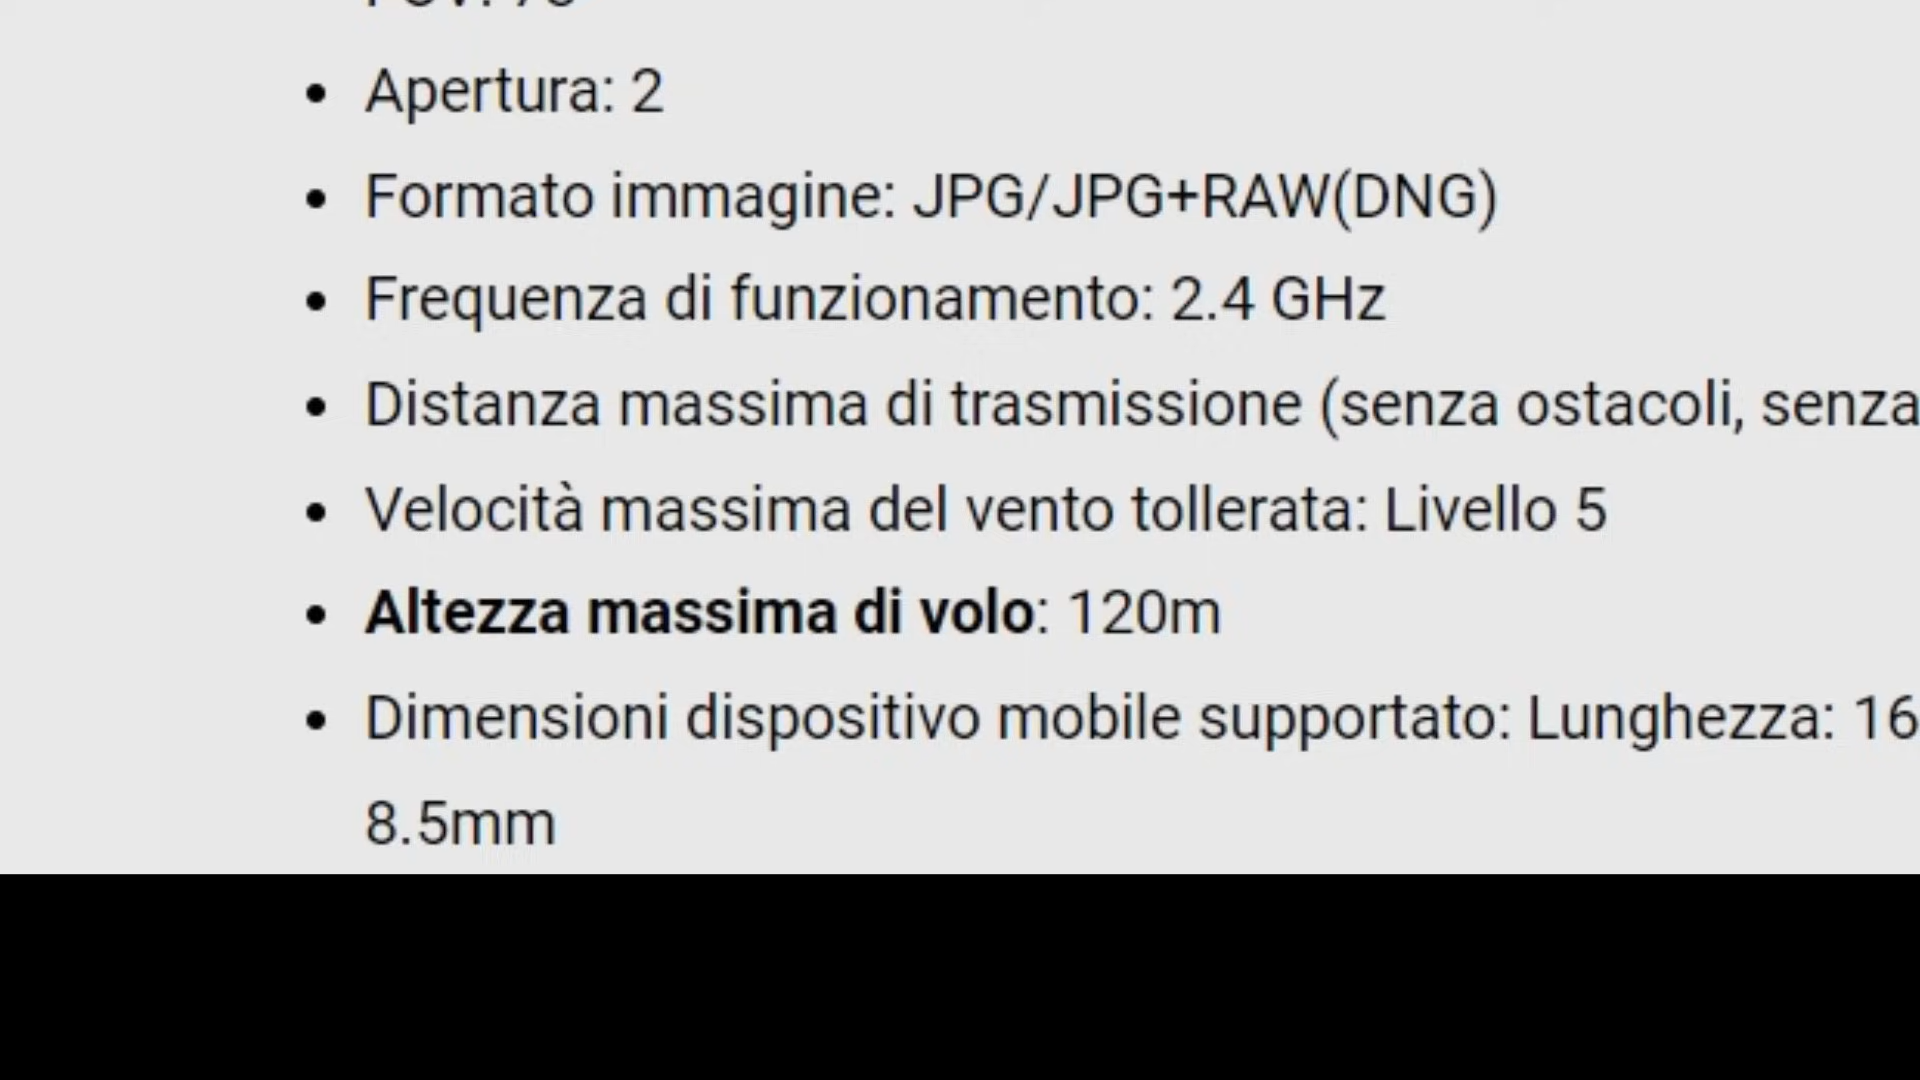 Apertura: 2
Formato immagine: JPG/JPG+RAW(DNG)
Frequenza di funzionamento: 2.4 GHz
Distanza massima di trasmissione (senza ostacoli, senza
Velocità massima del vento tollerata: Livello 5
Altezza massima di volo: 120m
Dimensioni dispositivo mobile supportato: Lunghezza: 16
8.5mm